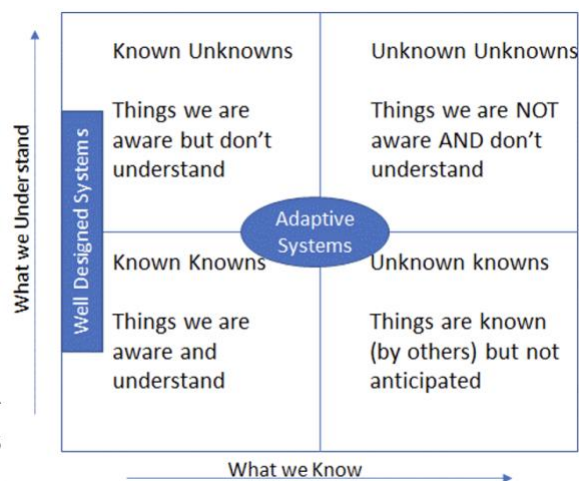 Known Unknowns
Things we are
aware but don't
understand
Unknown Unknowns
Things we are NOT
aware AND don't
understand
What we Understand
Well Designed Systems
Adaptive
Systems
Known Knowns
Things we are
aware and
understand
Unknown knowns
Things are known
(by others) but not
anticipated
What we Know